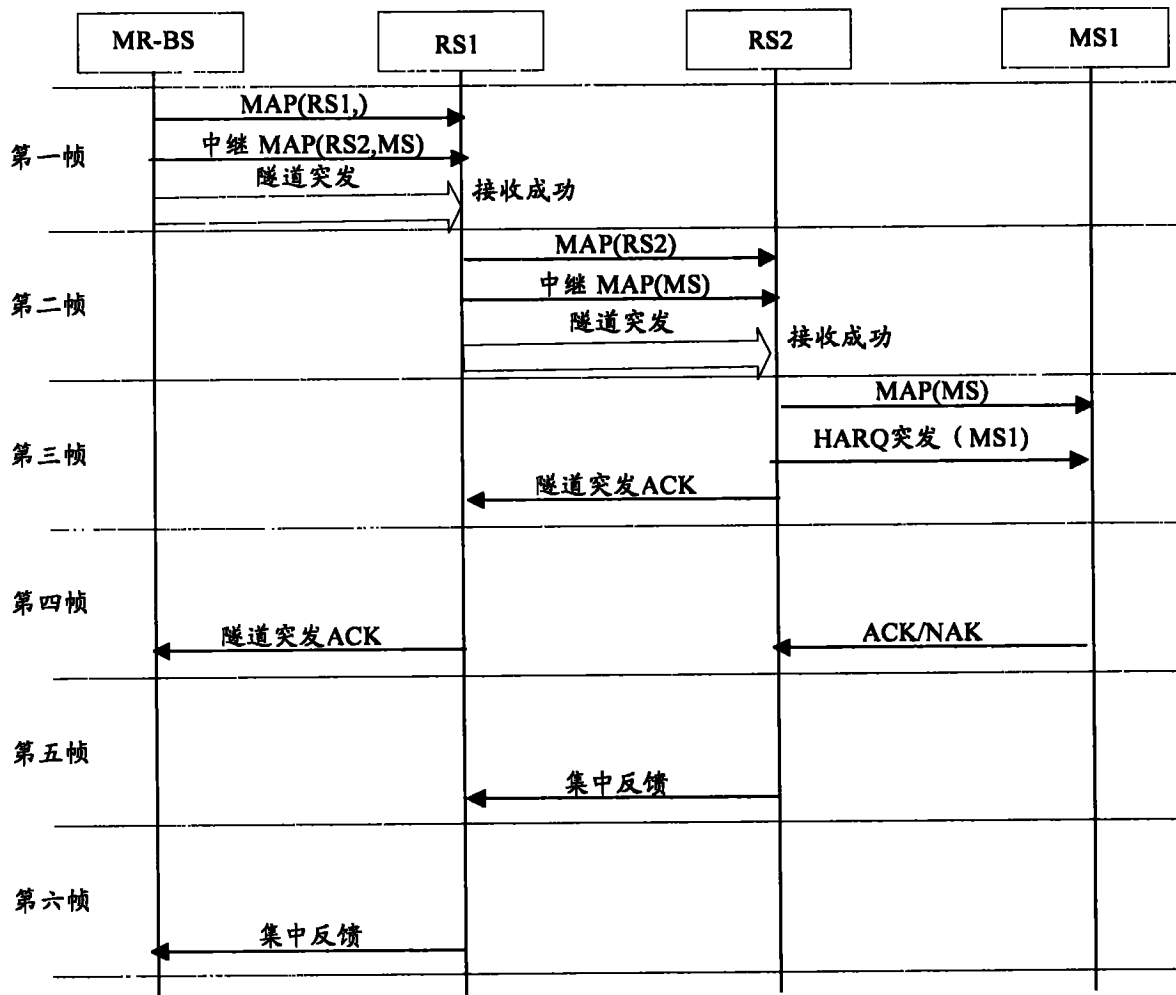 MR-BS
RS1
RS2
MS1
第一帧
MAP(RS1,)
中继 MAP(RS2,MS)
隧道突发
接收成功
第二帧
MAP(RS2)
中继 MAP(MS)
隧道突发
接收成功
第三帧
MAP(MS)
HARQ突发（MS1)
隧道突发ACK
第四帧
隧道突发ACK
ACK/NAK
第五帧
集中反馈
第六帧
集中反馈